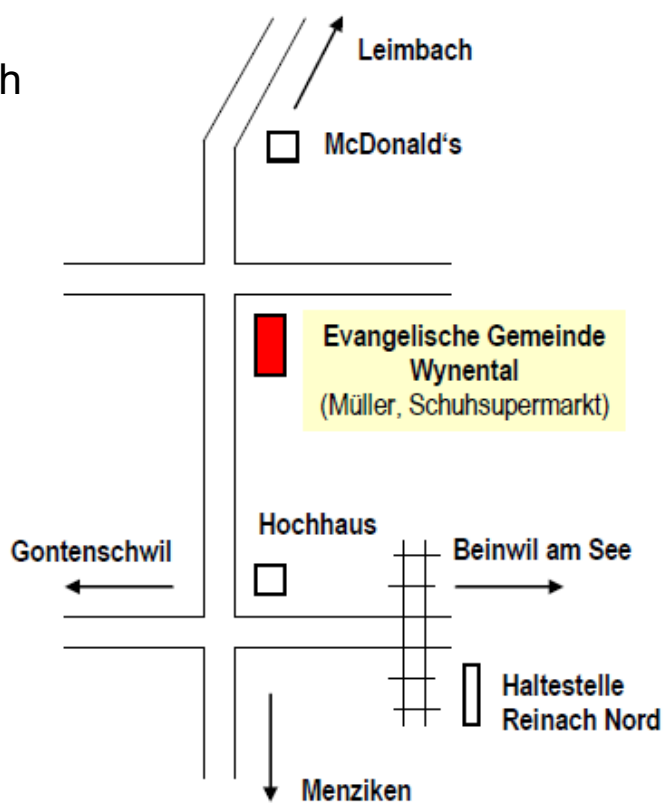 h
Leimbach
McDonald‘s
Evangelische Gemeinde
Wynental
(Müller, Schuhsupermarkt)
Hochhaus
Gontenschwil
Beinwil am See
Haltestelle
Reinach Nord
Menziken